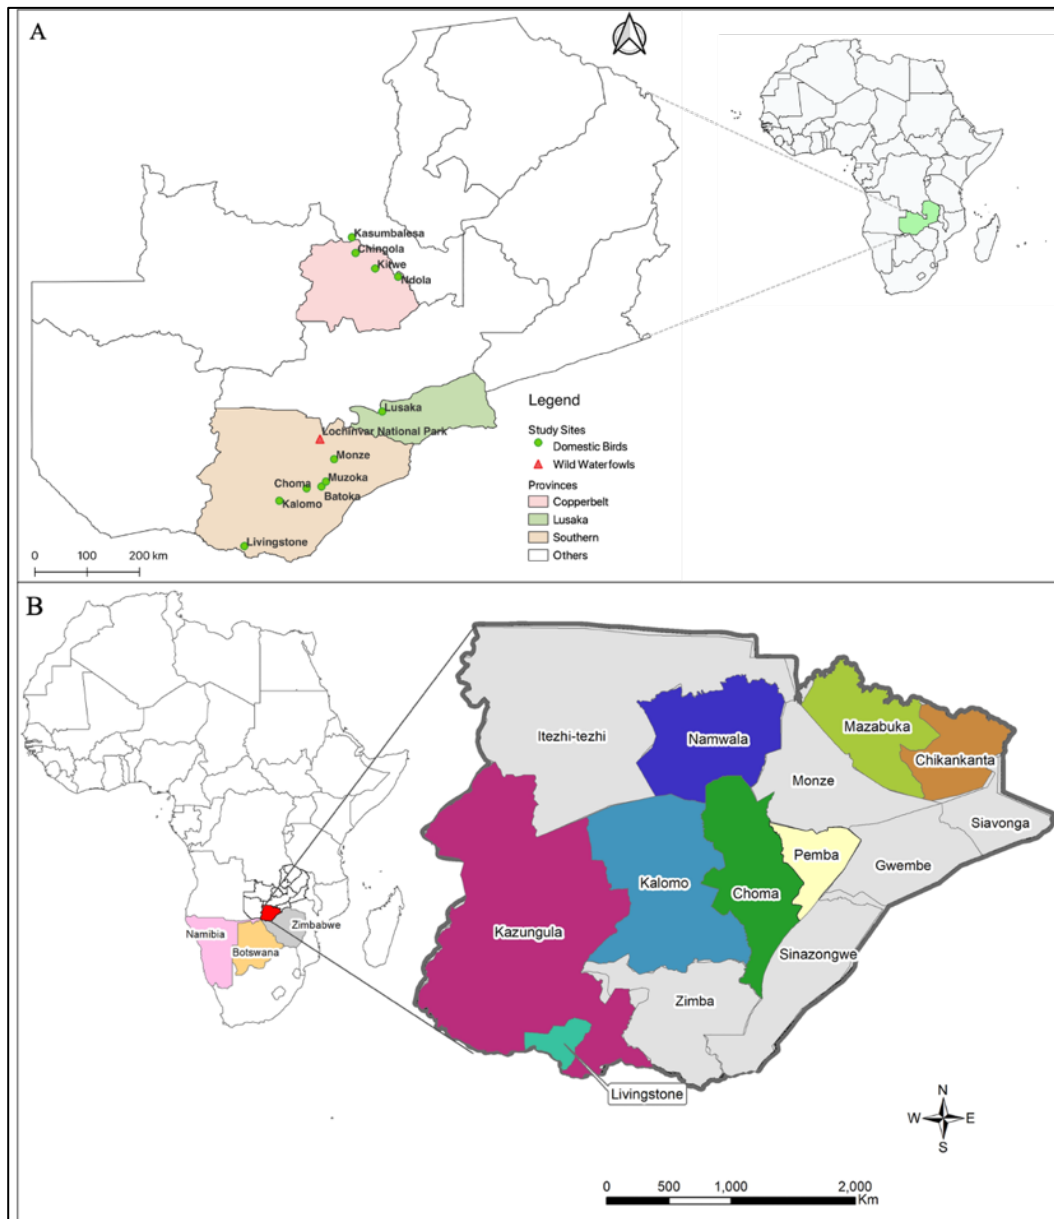 A
Kasumbalesa
Chingola
Kitwe
Ndola
Lusaka
Lochinvar National Park
Monze
Muzoka
Choma
Batoka
Kalomo
Livingstone
0 100 200 km
Legend
Study Sites
Domestic Birds
Wild Waterfowls
Provinces
Copperbelt
Lusaka
Southern
Others
B
Namibia
Botswana
Zimbabwe
Itezhi-tezhi
Namwala
Mazabuka
Chikankanta
Monze
Siavonga
Pemba
Gwembe
Kalomo
Choma
Kazungula
Sinazongwe
Zimba
Livingstone
N
W E
S
0 500 1,000 2,000
Km